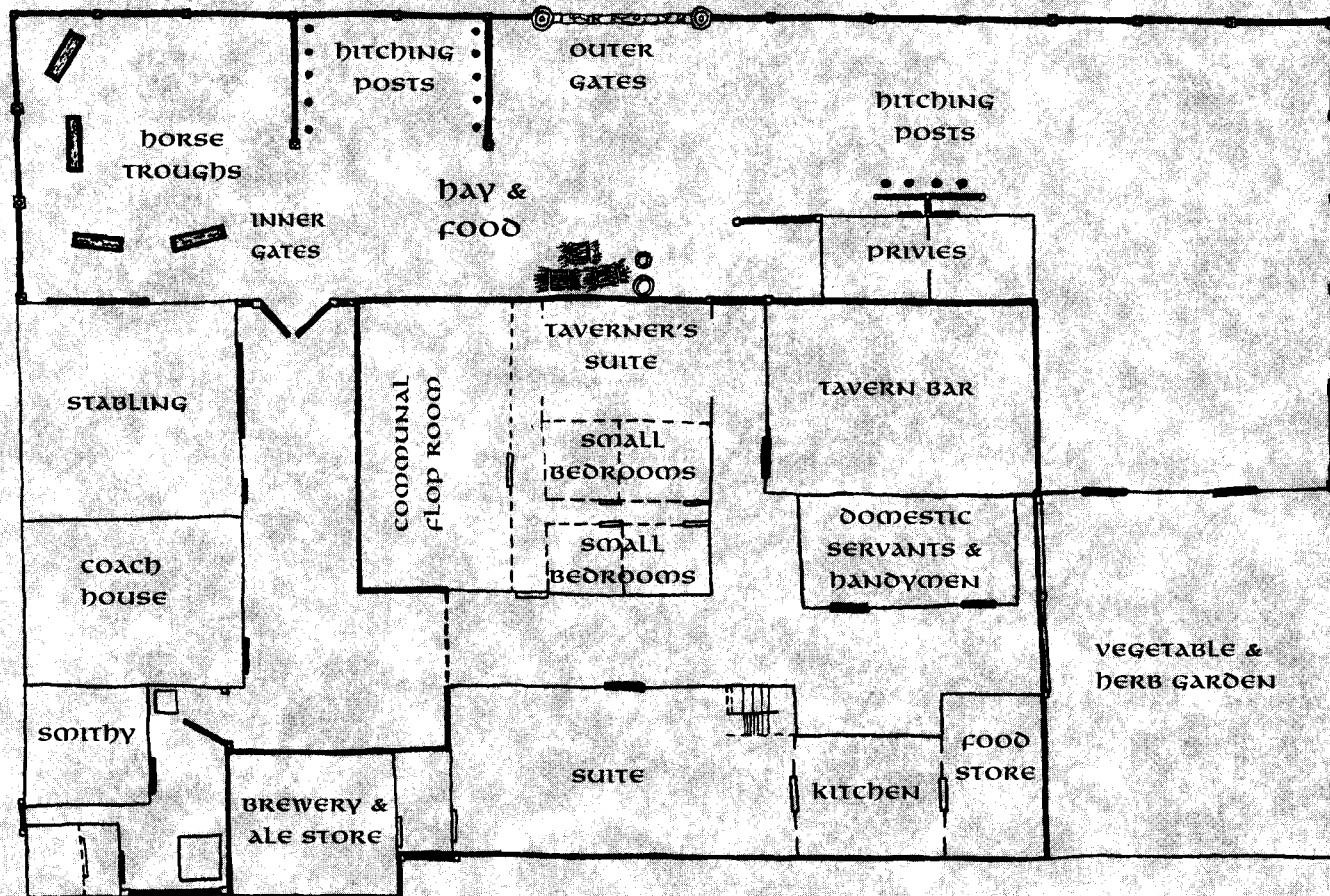 HITCHING
POSTS
OUTER
GATES
HITCHING
POSTS
HORSE
TROUGHS
HAY &
FOOD
INNER
GATES
PRIVIES
TAVERNER'S
SUITE
STABLING
COMMUNAL
FLOP ROOM
TAVERN BAR
SMALL
BEDROOMS
DOMESTIC
SERVANTS &
HANDYMEN
SMALL
BEDROOMS
COACH
HOUSE
VEGETABLE &
HERB GARDEN
SMITHY
FOOD
STORE
SUITE
KITCHEN
BREWERY &
ALE STORE